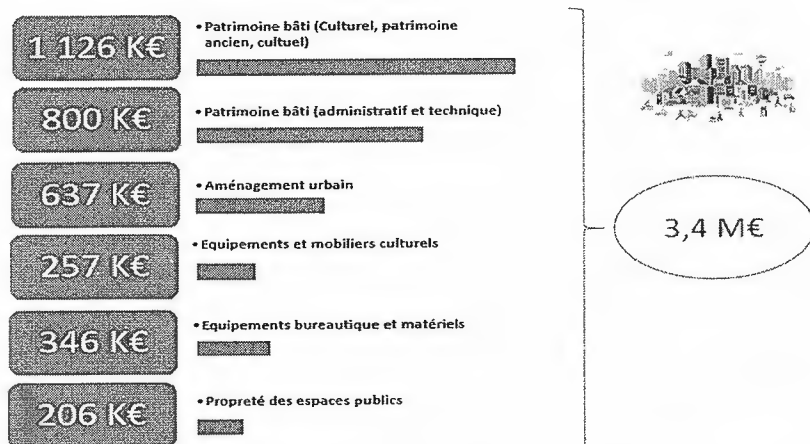 1 126 K€
• Patrimoine bâti (Culturel, patrimoine
ancien, cultuel)
800 K€
• Patrimoine bâti (administratif et technique)
637 K€
• Aménagement urbain
257 K€
• Equipements et mobiliers culturels
346 K€
• Equipements bureautique et matériels
206 K€
• Propreté des espaces publics
3,4 M€